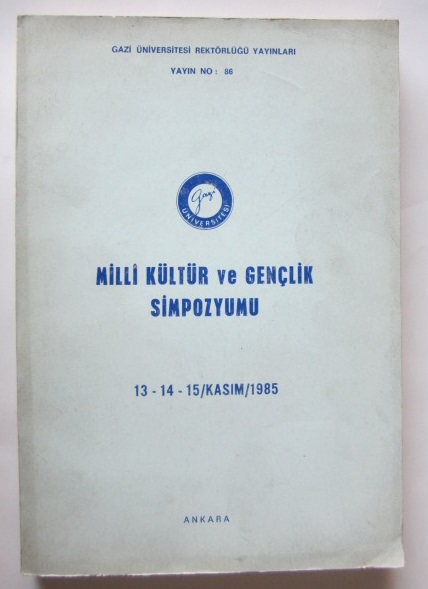 GAZİ ÜNİVERSİTESİ REKTÖRLÜĞÜ YAYINLARI
YAYIN NO: 86
Gazi
ÜNİVERSİTESİ
MİLLÎ KÜLTÜR ve GENÇLİK
SİMPOZYUMU
13 - 14 - 15/KASIM/1985
ANKARA